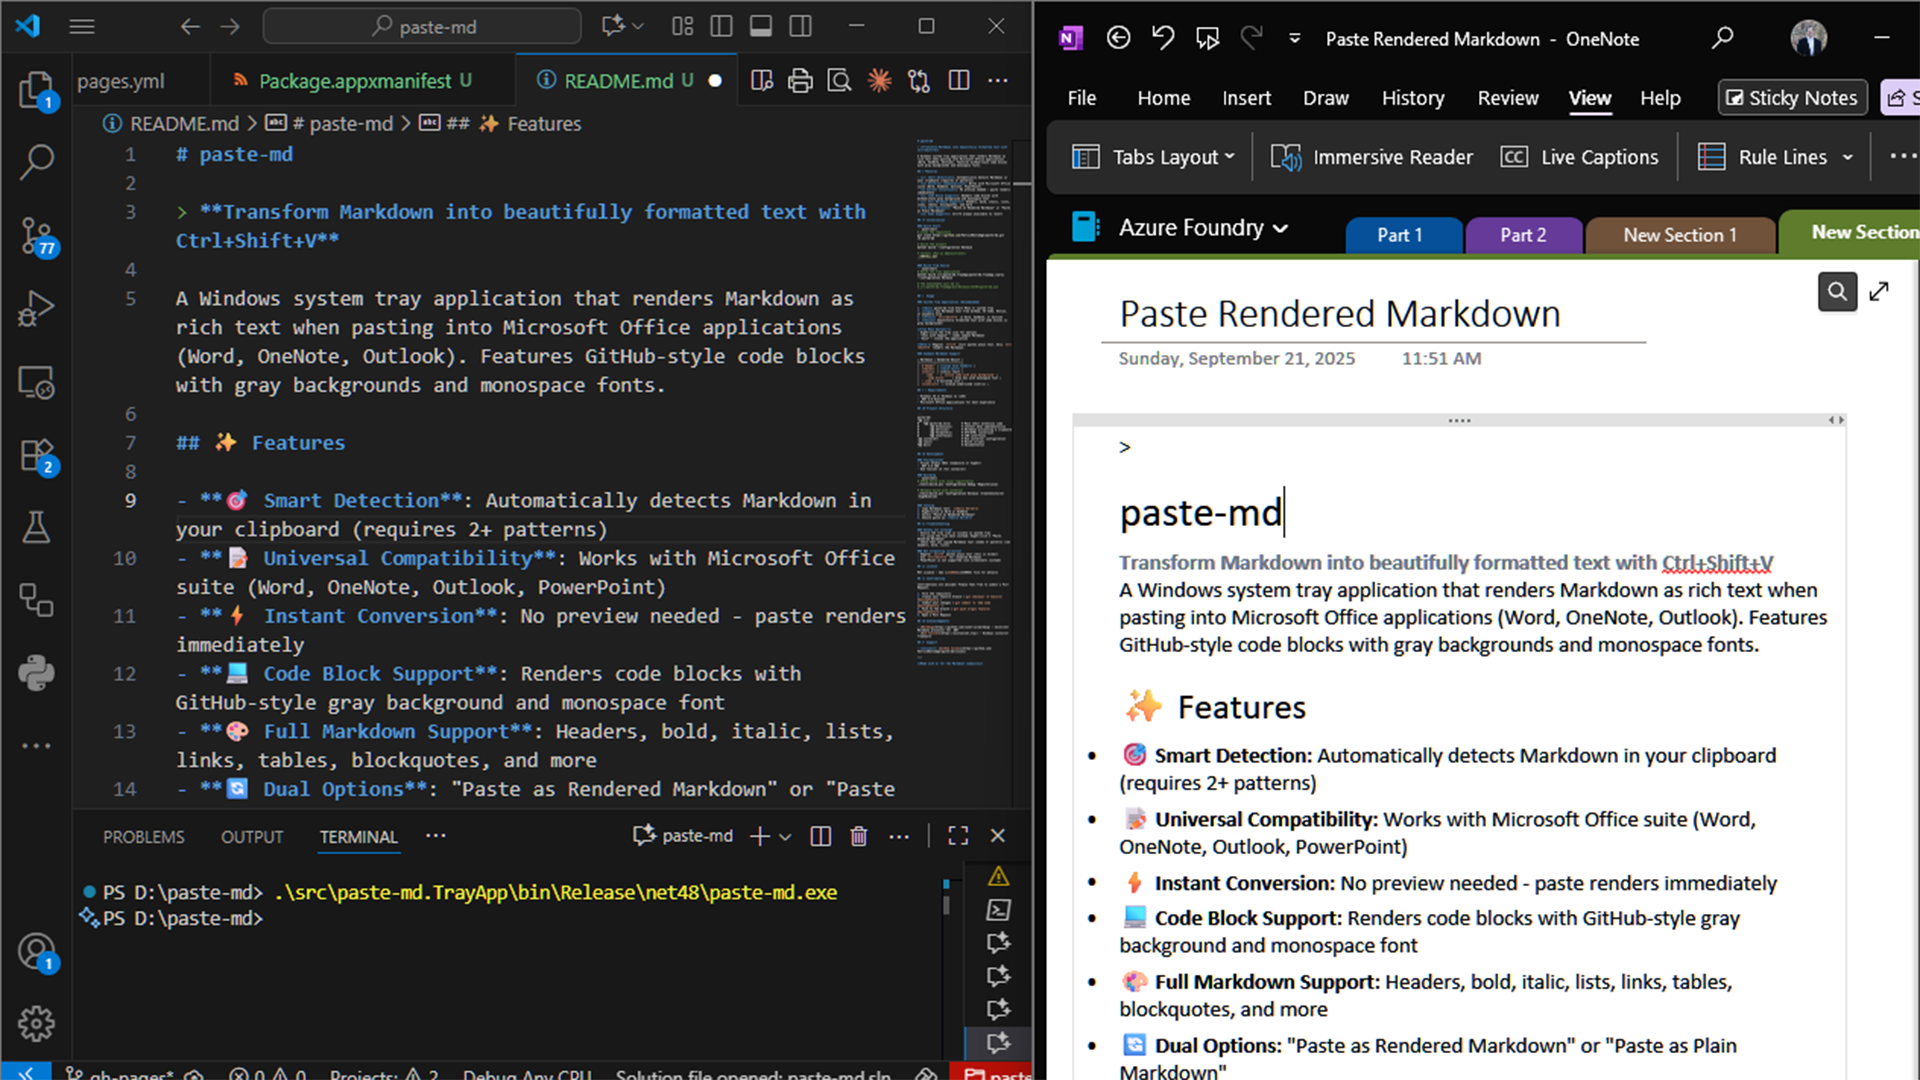 paste-md
pages.yml
Package.appxmanifest U
README.md U
README.md > # paste-md > ## ✨ Features
1 # paste-md
2
3 > **Transform Markdown into beautifully formatted text with
Ctrl+Shift+V**
4
5 A Windows system tray application that renders Markdown as
rich text when pasting into Microsoft Office applications
(Word, OneNote, Outlook). Features GitHub-style code blocks
with gray backgrounds and monospace fonts.
6
7 ## ✨ Features
8
9 - **🎯 Smart Detection**: Automatically detects Markdown in
your clipboard (requires 2+ patterns)
10 - **📝 Universal Compatibility**: Works with Microsoft Office
suite (Word, OneNote, Outlook, PowerPoint)
11 - **⚡ Instant Conversion**: No preview needed - paste renders
immediately
12 - **💻 Code Block Support**: Renders code blocks with
GitHub-style gray background and monospace font
13 - **🎨 Full Markdown Support**: Headers, bold, italic, lists,
links, tables, blockquotes, and more
14 - **🔄 Dual Options**: "Paste as Rendered Markdown" or "Paste
1
77
2
1
PROBLEMS OUTPUT TERMINAL ... paste-md
PS D:\paste-md> .\src\paste-md.TrayApp\bin\Release\net48\paste-md.exe
PS D:\paste-md>
gh-pages* 0 0 Projects: 2 Debug Any CPU Solution file opened: paste-md.sln paste
Paste Rendered Markdown - OneNote
File Home Insert Draw History Review View Help Sticky Notes S
Tabs Layout Immersive Reader CC Live Captions Rule Lines ...
Azure Foundry Part 1 Part 2 New Section 1 New Section
Paste Rendered Markdown
Sunday, September 21, 2025 11:51 AM
>
paste-md
Transform Markdown into beautifully formatted text with Ctrl+Shift+V
A Windows system tray application that renders Markdown as rich text when
pasting into Microsoft Office applications (Word, OneNote, Outlook). Features
GitHub-style code blocks with gray backgrounds and monospace fonts.
✨ Features
• 🎯 Smart Detection: Automatically detects Markdown in your clipboard
(requires 2+ patterns)
• 📝 Universal Compatibility: Works with Microsoft Office suite (Word,
OneNote, Outlook, PowerPoint)
• ⚡ Instant Conversion: No preview needed - paste renders immediately
• 💻 Code Block Support: Renders code blocks with GitHub-style gray
background and monospace font
• 🎨 Full Markdown Support: Headers, bold, italic, lists, links, tables,
blockquotes, and more
• 🔄 Dual Options: "Paste as Rendered Markdown" or "Paste as Plain
Markdown"